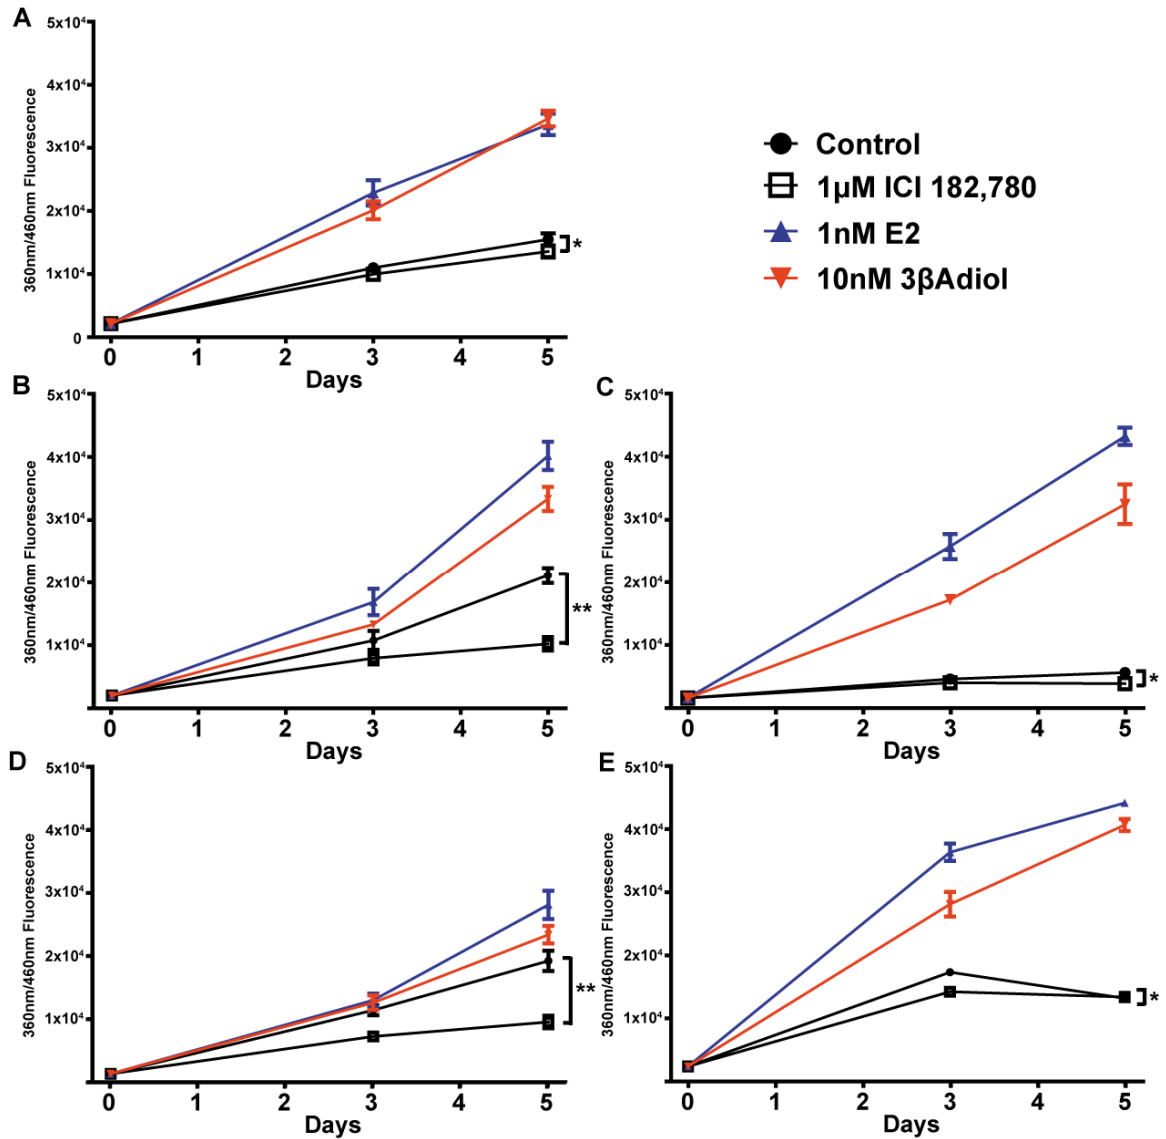 A
5x10⁴
4x10⁴
3x10⁴
2x10⁴
1x10⁴
0
360nm/460nm Fluorescence
*
0 1 2 3 4 5
Days
Control
1µM ICI 182,780
1nM E2
10nM 3βAdiol
B
5x10⁴
4x10⁴
3x10⁴
2x10⁴
1x10⁴
360nm/460nm Fluorescence
**
0 1 2 3 4 5
Days
C
5x10⁴
4x10⁴
3x10⁴
2x10⁴
1x10⁴
360nm/460nm Fluorescence
*
0 1 2 3 4 5
Days
D
5x10⁴
4x10⁴
3x10⁴
2x10⁴
1x10⁴
360nm/460nm Fluorescence
**
0 1 2 3 4 5
Days
E
5x10⁴
4x10⁴
3x10⁴
2x10⁴
1x10⁴
360nm/460nm Fluorescence
*
0 1 2 3 4 5
Days